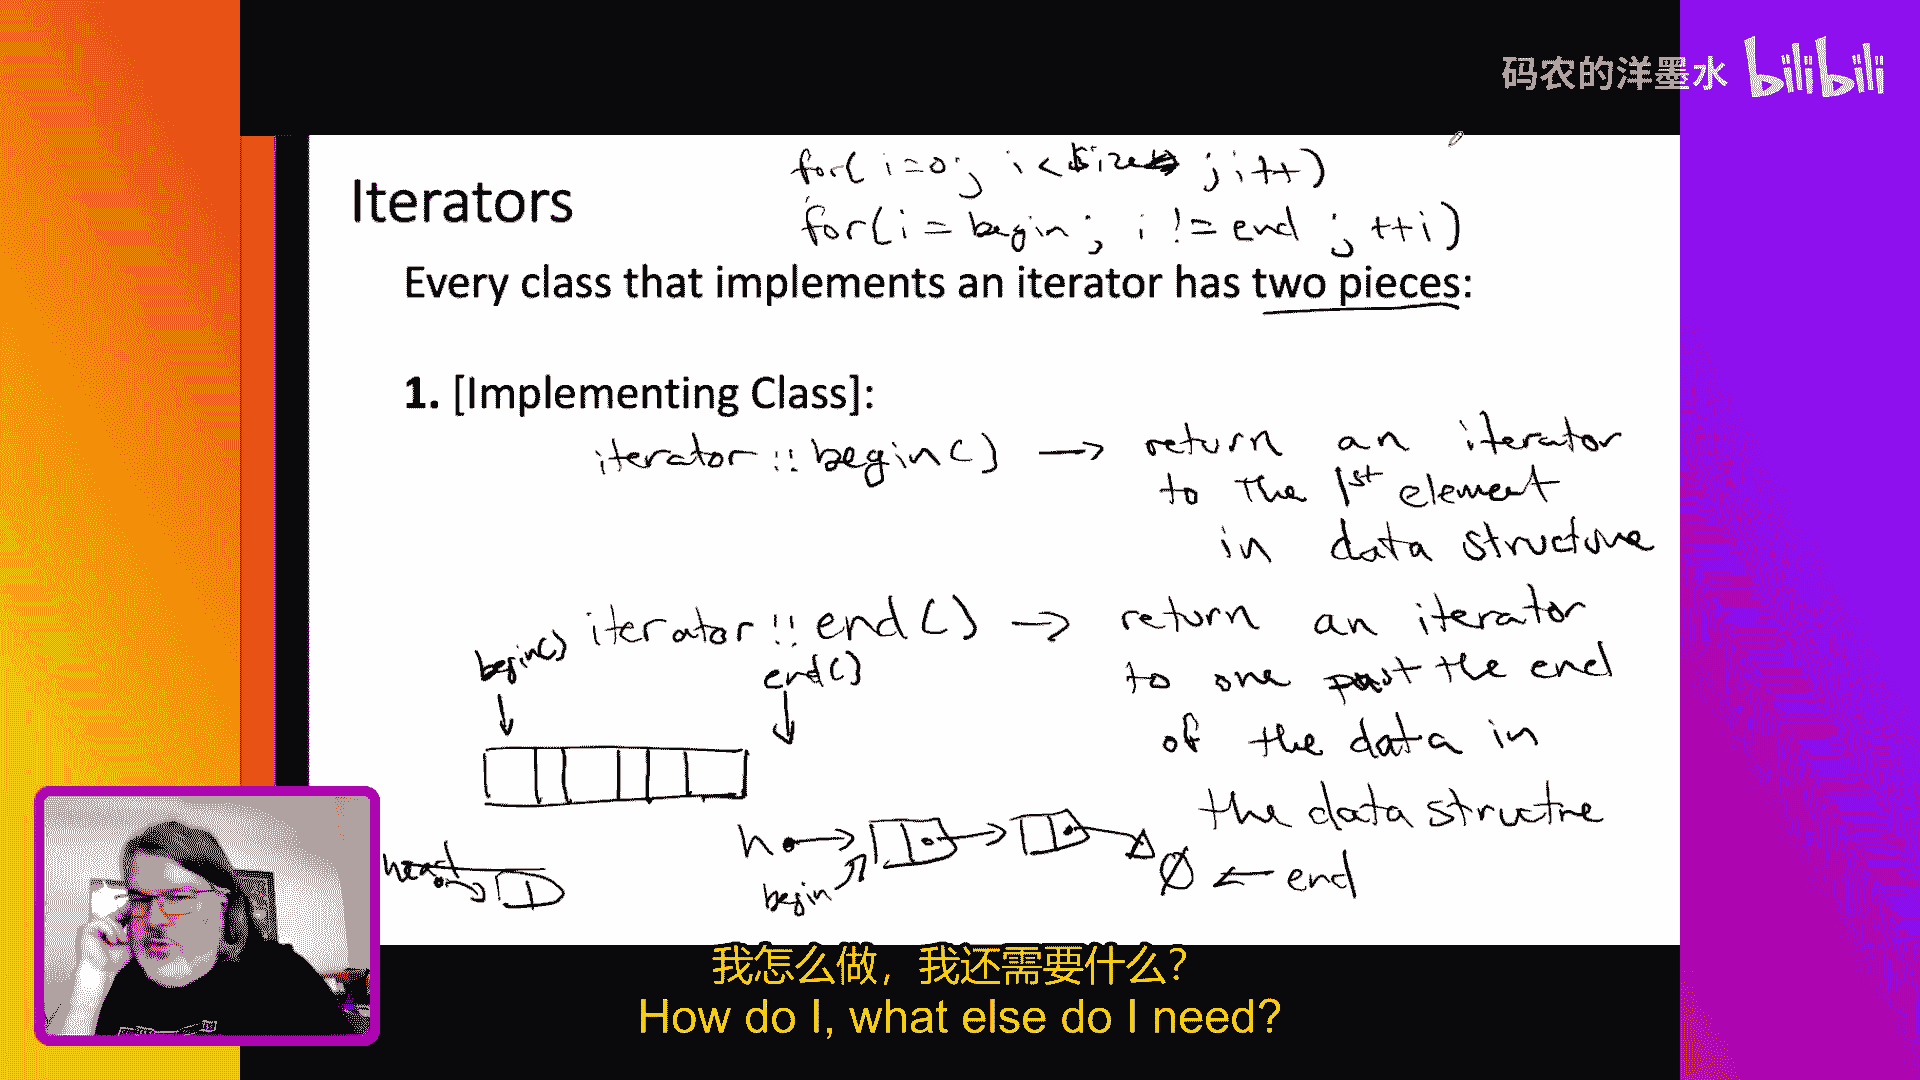 码农的洋墨水 bilibili
for( i=0; i< size ; i++)
Iterators
for(i = begin ; i != end ; ++i)
Every class that implements an iterator has two pieces:
1. [Implementing Class]:
iterator :: begin() → return an iterator
to the 1st element
in data structure
iterator :: end() → return an iterator
begin()
end()
to one past the end
of the data in
the data structure
head
h
begin
Ø ← end
我怎么做，我还需要什么？
How do I, what else do I need?